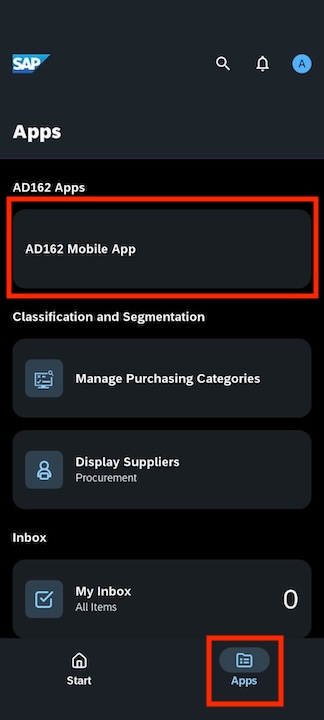 SAP
A
Apps
AD162 Apps
AD162 Mobile App
Classification and Segmentation
Manage Purchasing Categories
Display Suppliers
Procurement
Inbox
My Inbox
All Items
0
Start
Apps